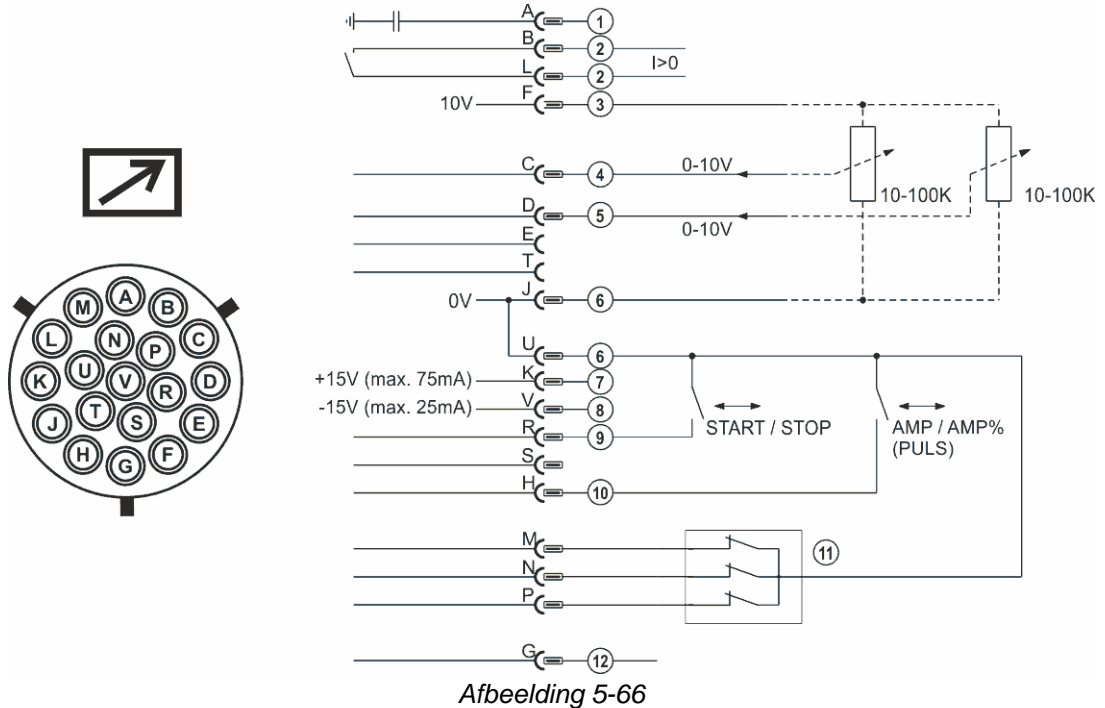 A
1
B
2
I>0
L
2
F
10V
3
C
4
0-10V
10-100K
10-100K
D
5
0-10V
E
T
J
0V
6
U
6
K
+15V (max. 75mA)
7
V
-15V (max. 25mA)
8
R
9
START / STOP
AMP / AMP%
(PULS)
S
H
10
M
11
N
P
G
12
A
M
B
L
N
P
C
U
K
V
R
D
J
T
S
E
H
G
F
Afbeelding 5-66